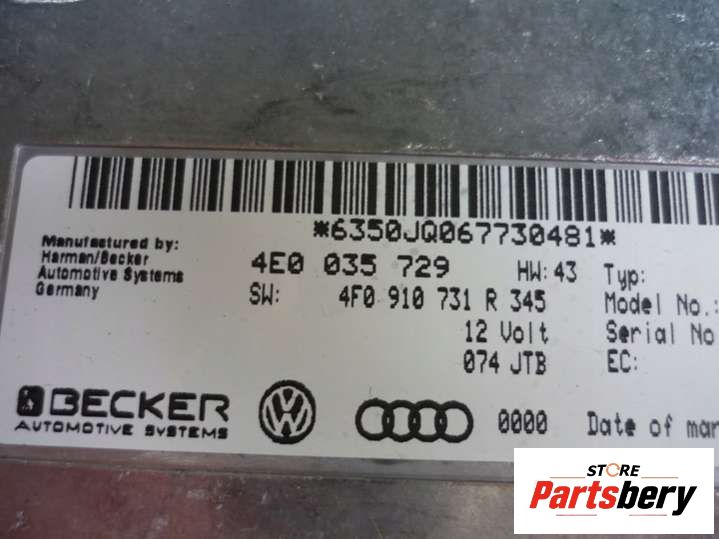 *6350JQ067730481*
Manufactured by:
Harman/Becker
Automotive Systems
Germany
4E0 035 729 HW: 43 Typ:
SW: 4F0 910 731 R 345 Model No.:
12 Volt Serial No
074 JTB EC:
BECKER
AUTOMOTIVE SYSTEMS
VW
0000 Date of man
STORE
Partsbery